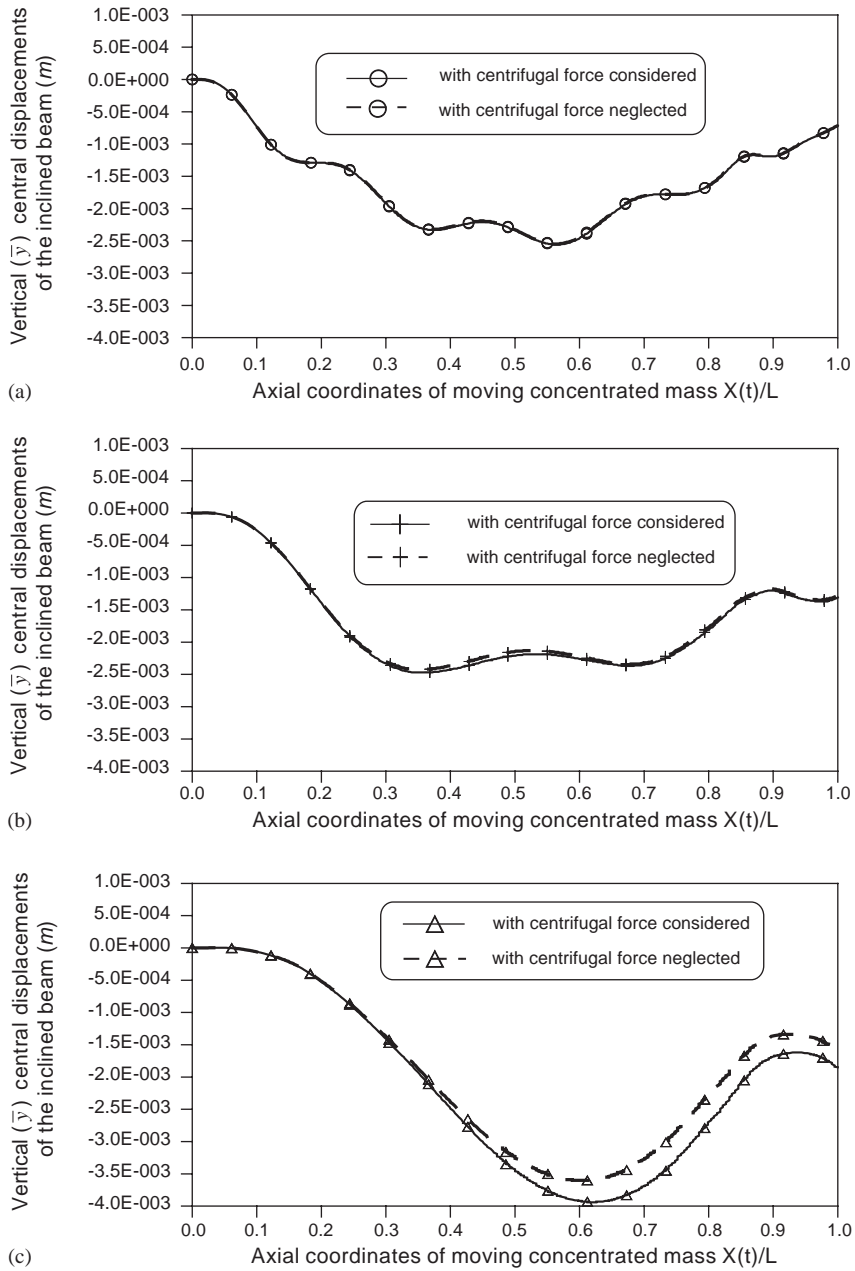 1.0E-003
5.0E-004
0.0E+000
-5.0E-004
-1.0E-003
-1.5E-003
-2.0E-003
-2.5E-003
-3.0E-003
-3.5E-003
-4.0E-003
Vertical (y̅) central displacements
of the inclined beam (m)
with centrifugal force considered
with centrifugal force neglected
0.0 0.1 0.2 0.3 0.4 0.5 0.6 0.7 0.8 0.9 1.0
(a) Axial coordinates of moving concentrated mass X(t)/L
1.0E-003
5.0E-004
0.0E+000
-5.0E-004
-1.0E-003
-1.5E-003
-2.0E-003
-2.5E-003
-3.0E-003
-3.5E-003
-4.0E-003
Vertical (y̅) central displacements
of the inclined beam (m)
with centrifugal force considered
with centrifugal force neglected
0.0 0.1 0.2 0.3 0.4 0.5 0.6 0.7 0.8 0.9 1.0
(b) Axial coordinates of moving concentrated mass X(t)/L
1.0E-003
5.0E-004
0.0E+000
-5.0E-004
-1.0E-003
-1.5E-003
-2.0E-003
-2.5E-003
-3.0E-003
-3.5E-003
-4.0E-003
Vertical (y̅) central displacements
of the inclined beam (m)
with centrifugal force considered
with centrifugal force neglected
0.0 0.1 0.2 0.3 0.4 0.5 0.6 0.7 0.8 0.9 1.0
(c) Axial coordinates of moving concentrated mass X(t)/L